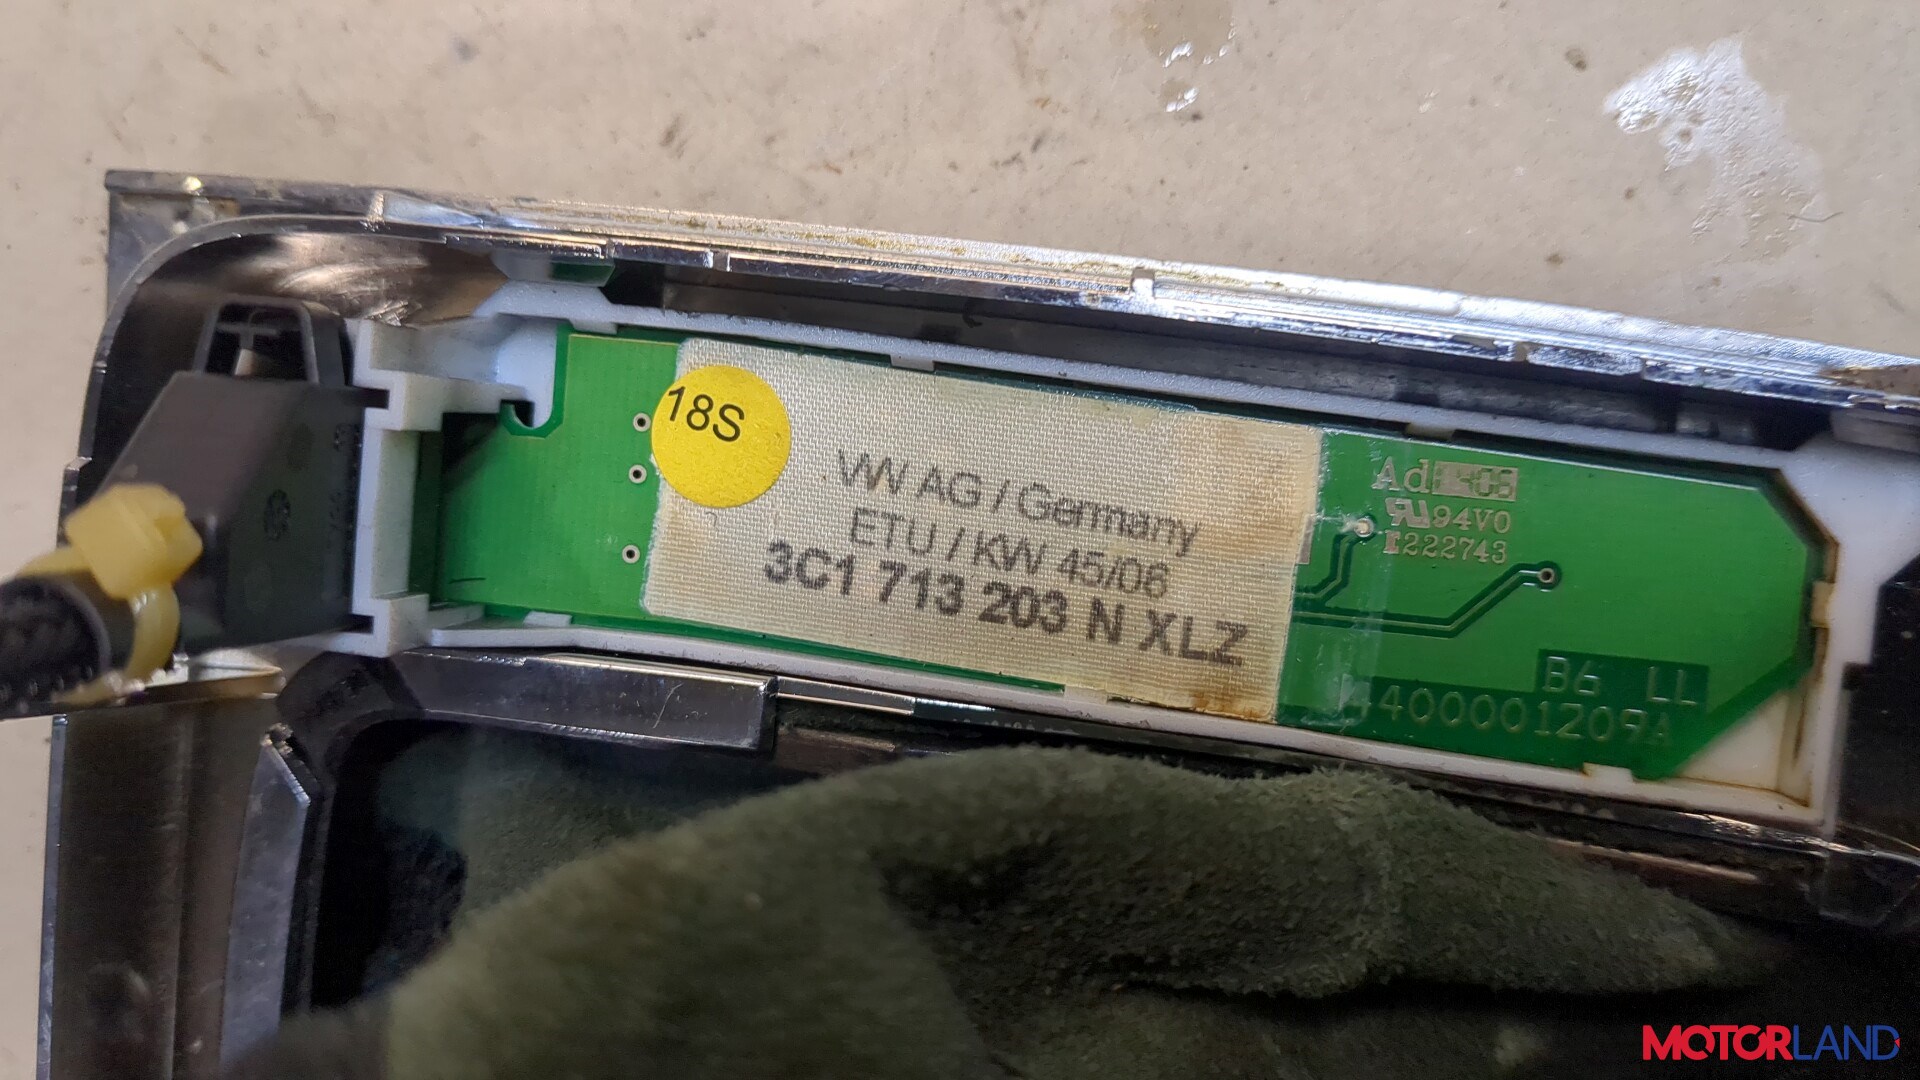 18S
VW AG / Germany
ETU / KW 45/06
3C1 713 203 N XLZ
94V0
E222743
B6 LL
400001209A
MOTORLAND